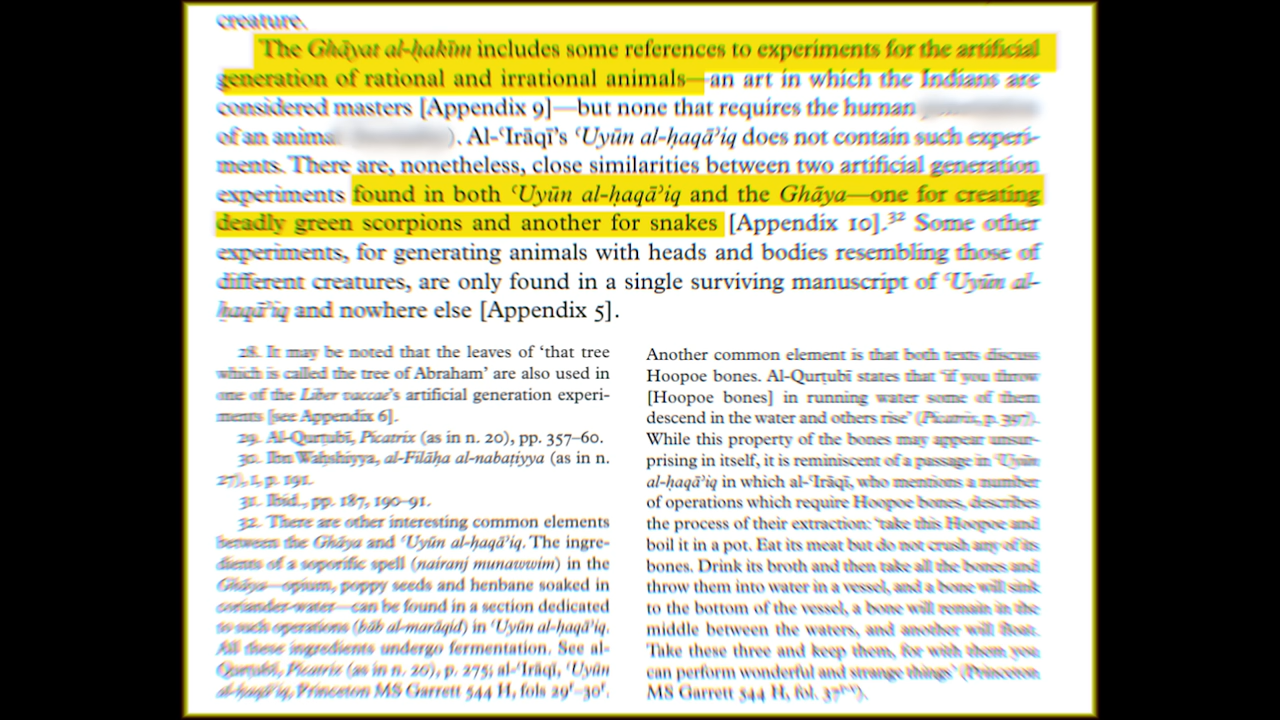 creature.
The Ghāyat al-ḥakīm includes some references to experiments for the artificial
generation of rational and irrational animals—an art in which the Indians are
considered masters [Appendix 9]—but none that requires the human
of an anima ). Al-ʿIrāqī’s ʿUyūn al-ḥaqāʾiq does not contain such experi-
ments. There are, nonetheless, close similarities between two artificial generation
experiments found in both ʿUyūn al-ḥaqāʾiq and the Ghāya—one for creating
deadly green scorpions and another for snakes [Appendix 10].³² Some other
experiments, for generating animals with heads and bodies resembling those of
different creatures, are only found in a single surviving manuscript of ʿUyūn al-
ḥaqāʾiq and nowhere else [Appendix 5].
28. It may be noted that the leaves of ‘that tree
which is called the tree of Abraham’ are also used in
one of the Liber vaccae’s artificial generation experi-
ments [see Appendix 6].
29. Al-Qurṭubī, Picatrix (as in n. 20), pp. 357–60.
30. Ibn Waḥshiyya, al-Filāḥa al-nabaṭiyya (as in n.
27), I, p. 191.
31. Ibid., pp. 187, 190–91.
32. There are other interesting common elements
between the Ghāya and ʿUyūn al-ḥaqāʾiq. The ingre-
dients of a soporific spell (nairanj munawwim) in the
Ghāya—opium, poppy seeds and henbane soaked in
coriander-water—can be found in a section dedicated
to such operations (bāb al-marāqid) in ʿUyūn al-ḥaqāʾiq.
All these ingredients undergo fermentation. See al-
Qurṭubī, Picatrix (as in n. 20), p. 275; al-ʿIrāqī, ʿUyūn
al-ḥaqāʾiq, Princeton MS Garrett 544 H, fols 29ʳ–30ʳ.
Another common element is that both texts discuss
Hoopoe bones. Al-Qurṭubī states that ‘if you throw
[Hoopoe bones] in running water some of them
descend in the water and others rise’ (Picatrix, p. 397).
While this property of the bones may appear unsur-
prising in itself, it is reminiscent of a passage in ʿUyūn
al-ḥaqāʾiq in which al-ʿIrāqī, who mentions a number
of operations which require Hoopoe bones, describes
the process of their extraction: ‘take this Hoopoe and
boil it in a pot. Eat its meat but do not crush any of its
bones. Drink its broth and then take all the bones and
throw them into water in a vessel, and a bone will sink
to the bottom of the vessel, a bone will remain in the
middle between the waters, and another will float.
Take these three and keep them, for with them you
can perform wonderful and strange things’ (Princeton
MS Garrett 544 H, fol. 37ʳ⁻ᵛ).